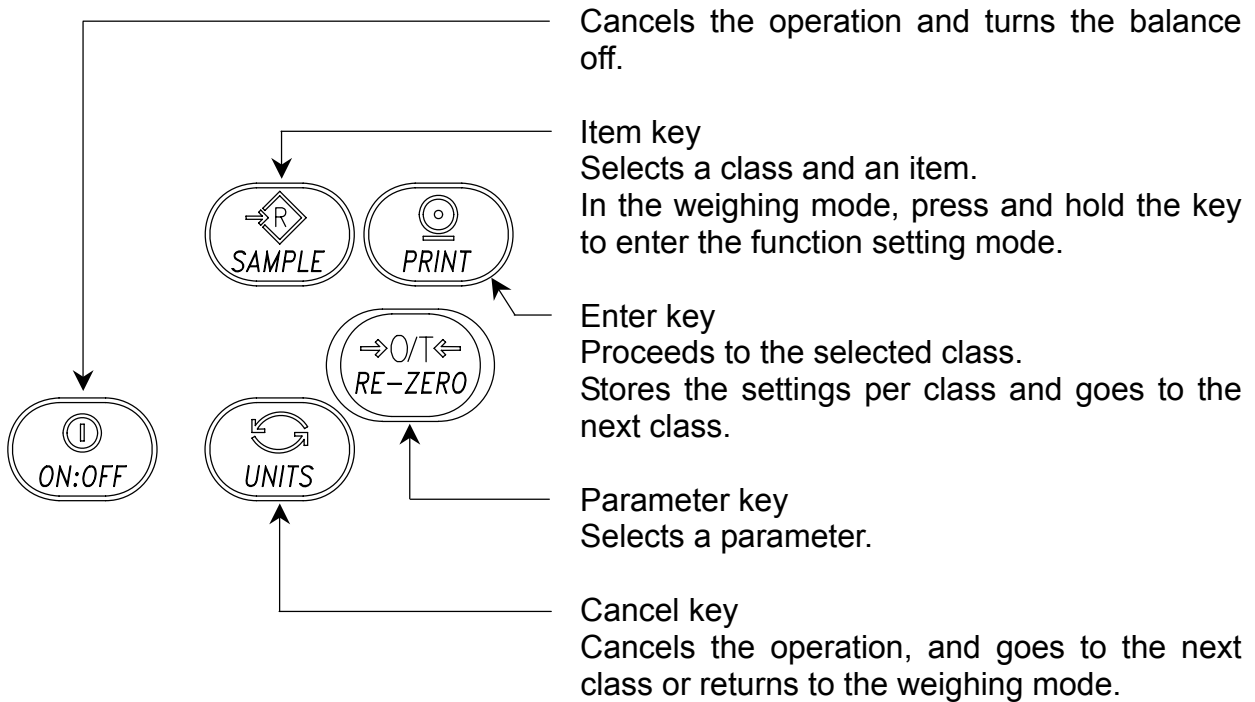 Cancels the operation and turns the balance
off.
Item key
Selects a class and an item.
In the weighing mode, press and hold the key
to enter the function setting mode.
R
SAMPLE
PRINT
Enter key
Proceeds to the selected class.
Stores the settings per class and goes to the
next class.
→O/T←
RE-ZERO
ON:OFF
UNITS
Parameter key
Selects a parameter.
Cancel key
Cancels the operation, and goes to the next
class or returns to the weighing mode.